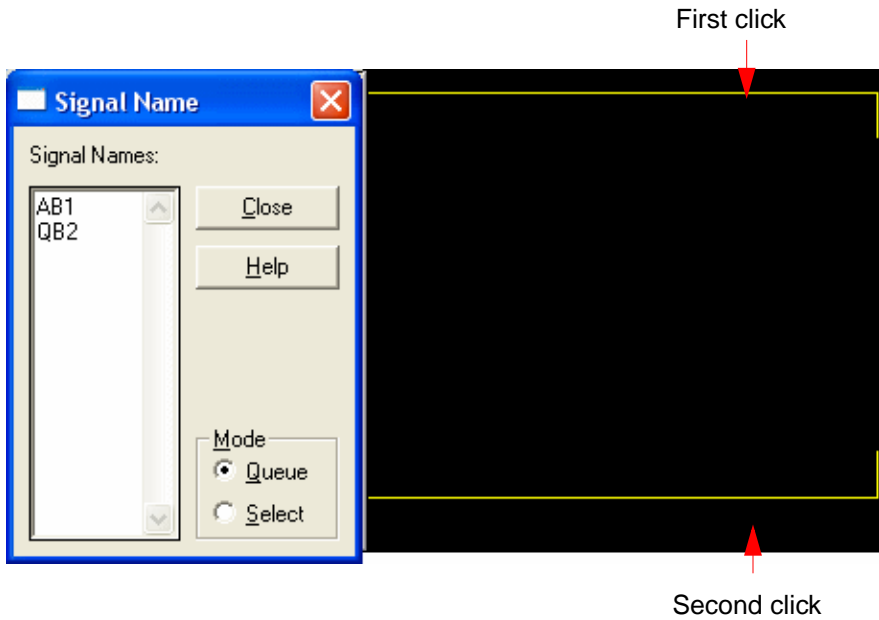 First click
Signal Name
Signal Names:
AB1
QB2
Close
Help
Mode
Queue
Select
Second click